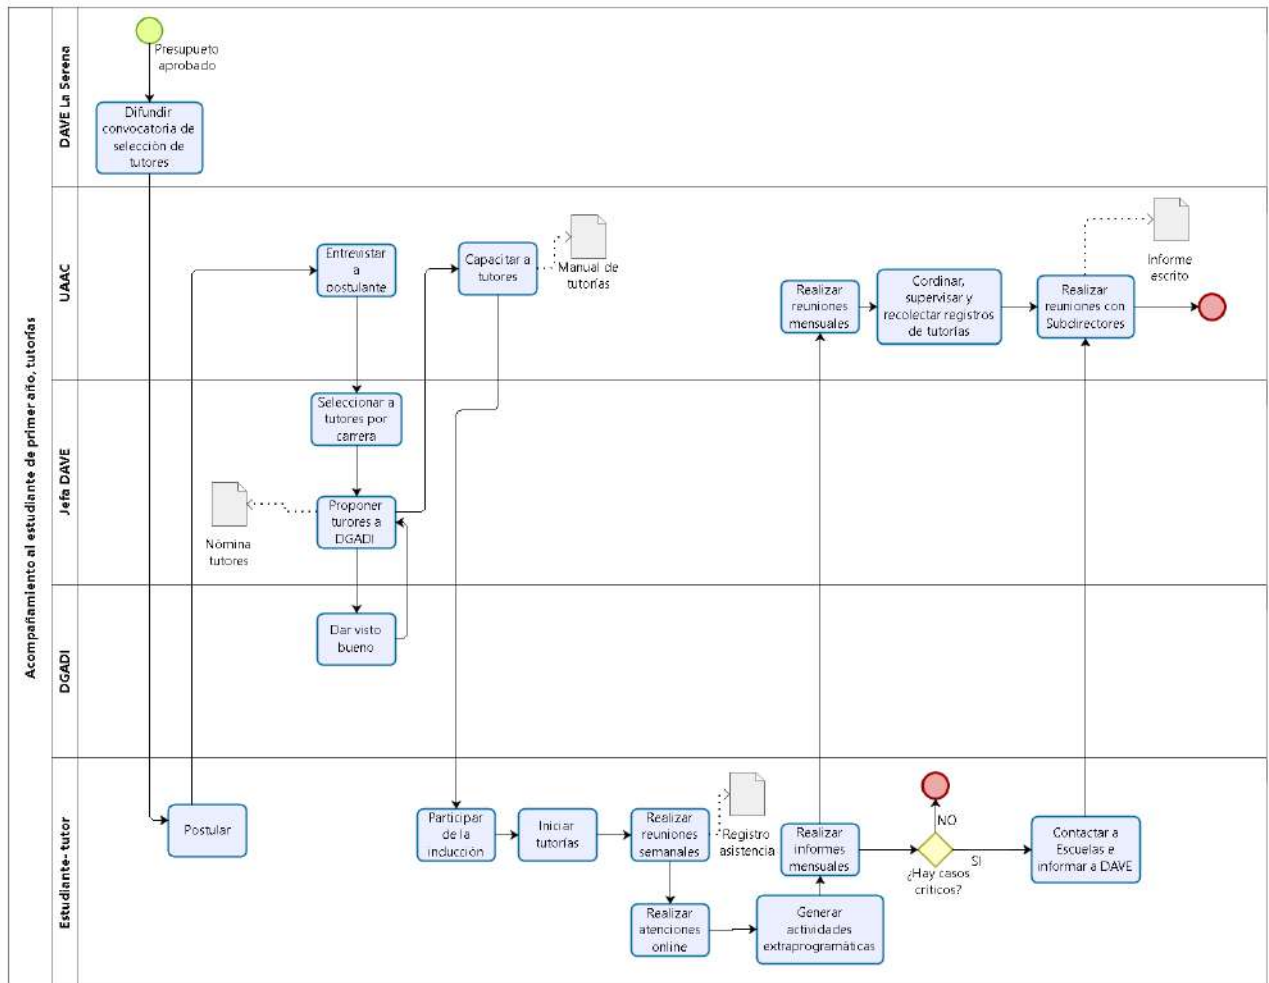 Acompañamiento al estudiante de primer año, tutorías
DAVE La Serena
Presupueto
aprobado
Difundir
convocatoria de
selección de
tutores
UAAC
Entrevistar
a
postulante
Capacitar a
tutores
Manual de
tutorías
Realizar
reuniones
mensuales
Cordinar,
supervisar y
recolectar registros
de tutorías
Realizar
reuniones con
Subdirectores
Informe
escrito
Jefa DAVE
Seleccionar a
tutores por
carrera
Proponer
turores a
DGADI
Nómina
tutores
DGADI
Dar visto
bueno
Estudiante- tutor
Postular
Participar
de la
inducción
Iniciar
tutorías
Realizar
reuniones
semanales
Registro
asistencia
Realizar
atenciones
online
Generar
actividades
extraprogramáticas
Realizar
informes
mensuales
NO
SI
¿Hay casos
críticos?
Contactar a
Escuelas e
informar a DAVE